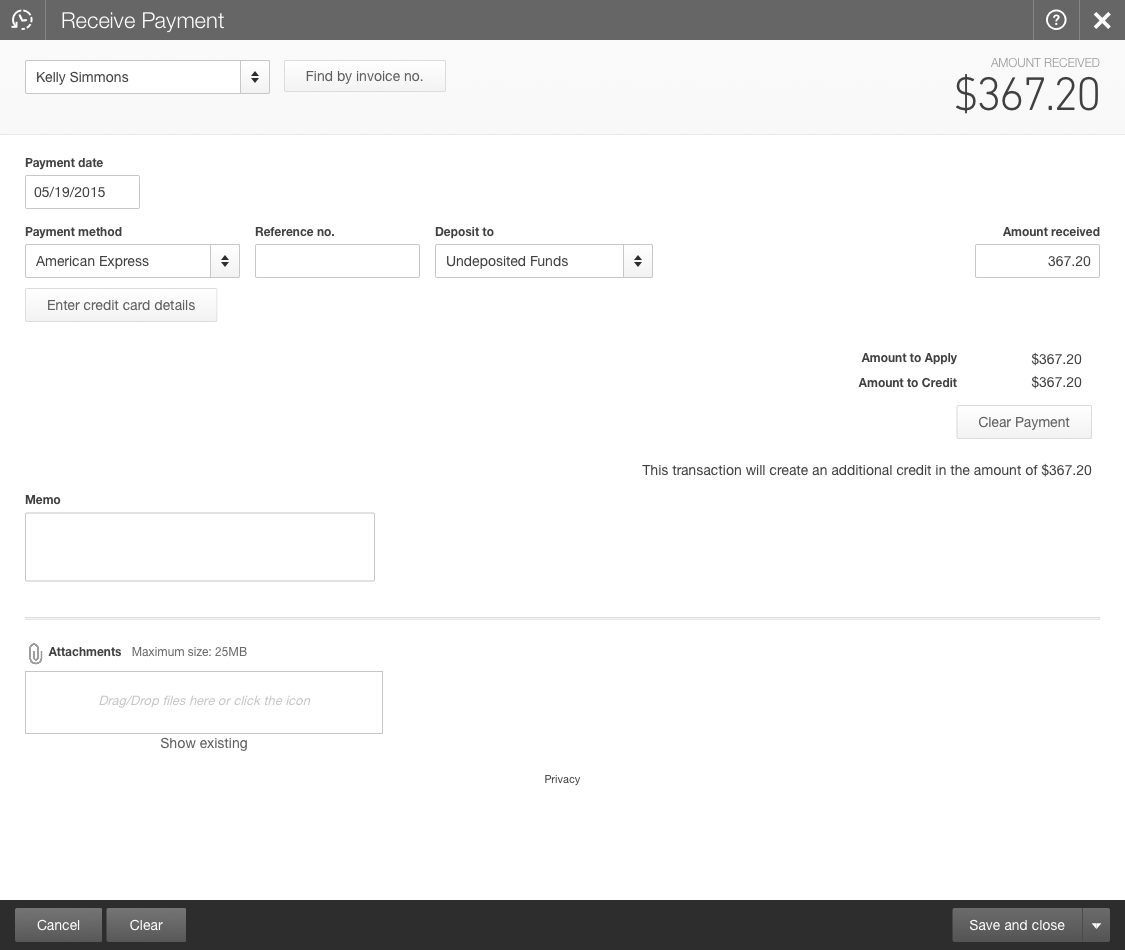 Receive Payment
Kelly Simmons
Find by invoice no.
AMOUNT RECEIVED
$367.20
Payment date
05/19/2015
Payment method Reference no. Deposit to Amount received
American Express Undeposited Funds 367.20
Enter credit card details
Amount to Apply $367.20
Amount to Credit $367.20
Clear Payment
This transaction will create an additional credit in the amount of $367.20
Memo
Attachments Maximum size: 25MB
Drag/Drop files here or click the icon
Show existing
Privacy
Cancel Clear Save and close